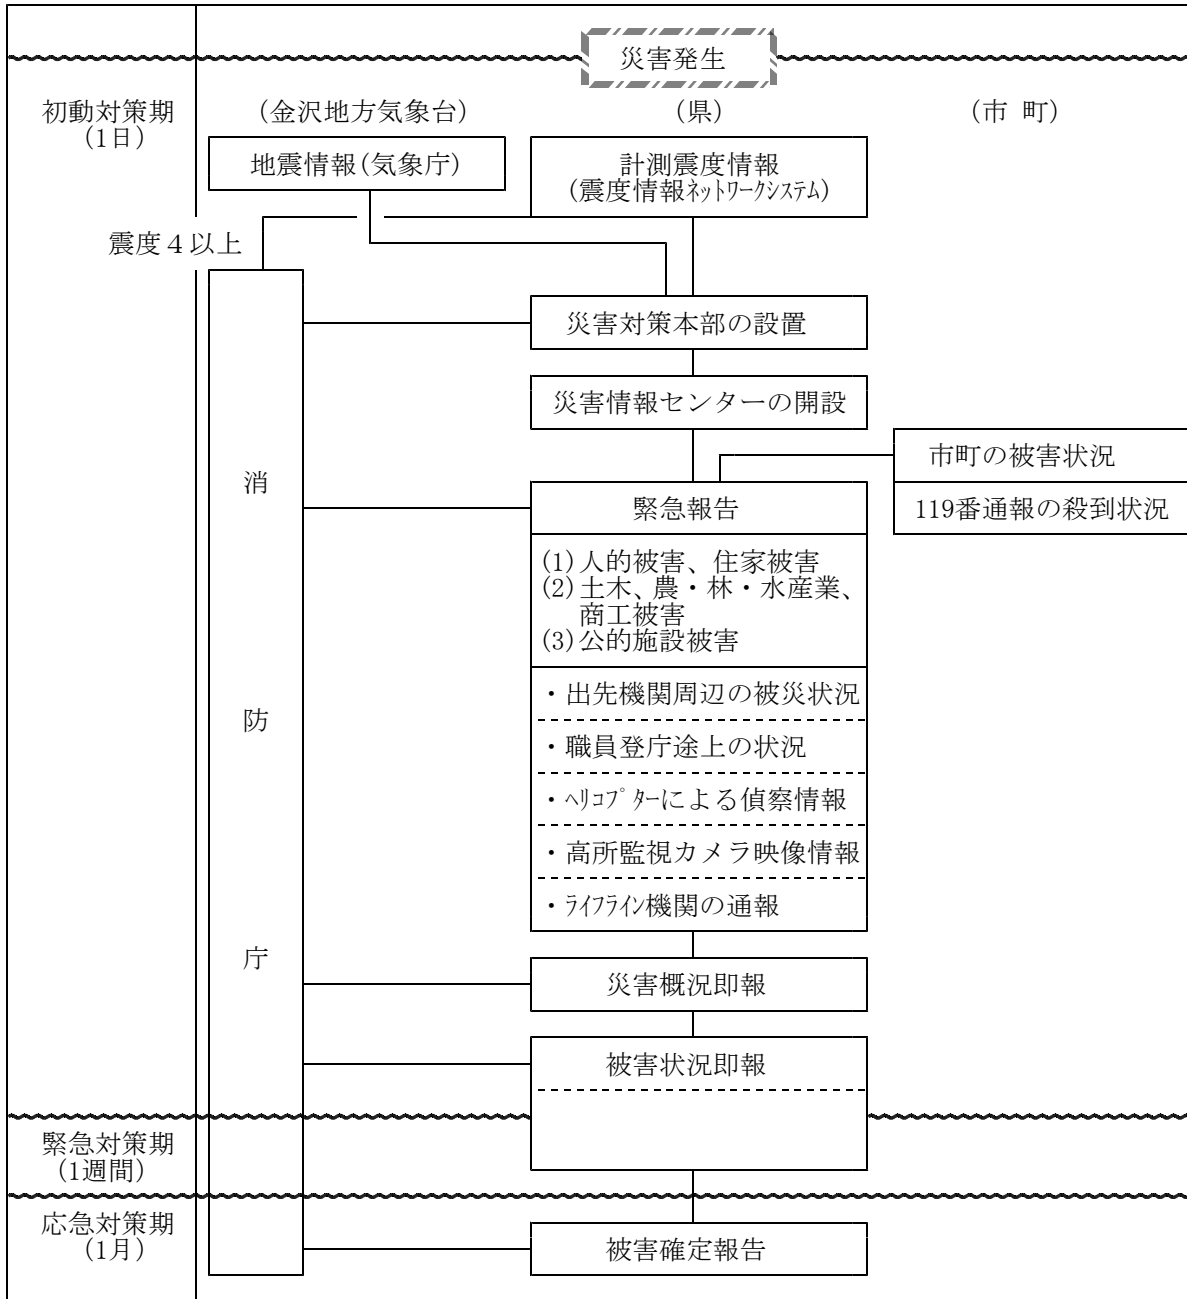 災害発生
初動対策期
(1日)
(金沢地方気象台)
(県)
(市 町)
地震情報(気象庁)
計測震度情報
(震度情報ﾈｯﾄﾜｰｸｼｽﾃﾑ)
震度4以上
災害対策本部の設置
災害情報センターの開設
市町の被害状況
119番通報の殺到状況
消
防
庁
緊急報告
(1)人的被害、住家被害
(2)土木、農・林・水産業、
商工被害
(3)公的施設被害
・出先機関周辺の被災状況
・職員登庁途上の状況
・ﾍﾘｺﾌﾟﾀｰによる偵察情報
・高所監視カメラ映像情報
・ﾗｲﾌﾗｲﾝ機関の通報
災害概況即報
被害状況即報
緊急対策期
(1週間)
応急対策期
(1月)
被害確定報告